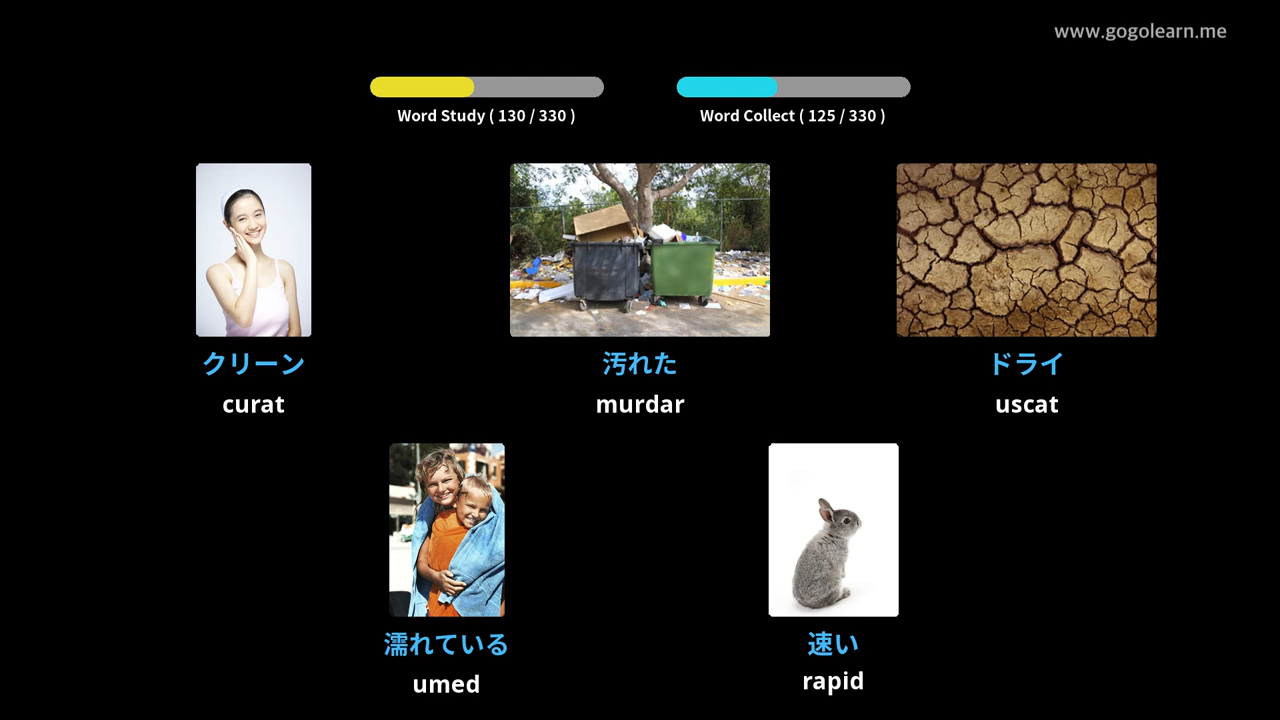 www.gogolearn.me
Word Study ( 130 / 330 )
Word Collect ( 125 / 330 )
クリーン
curat
汚れた
murdar
ドライ
uscat
濡れている
umed
速い
rapid